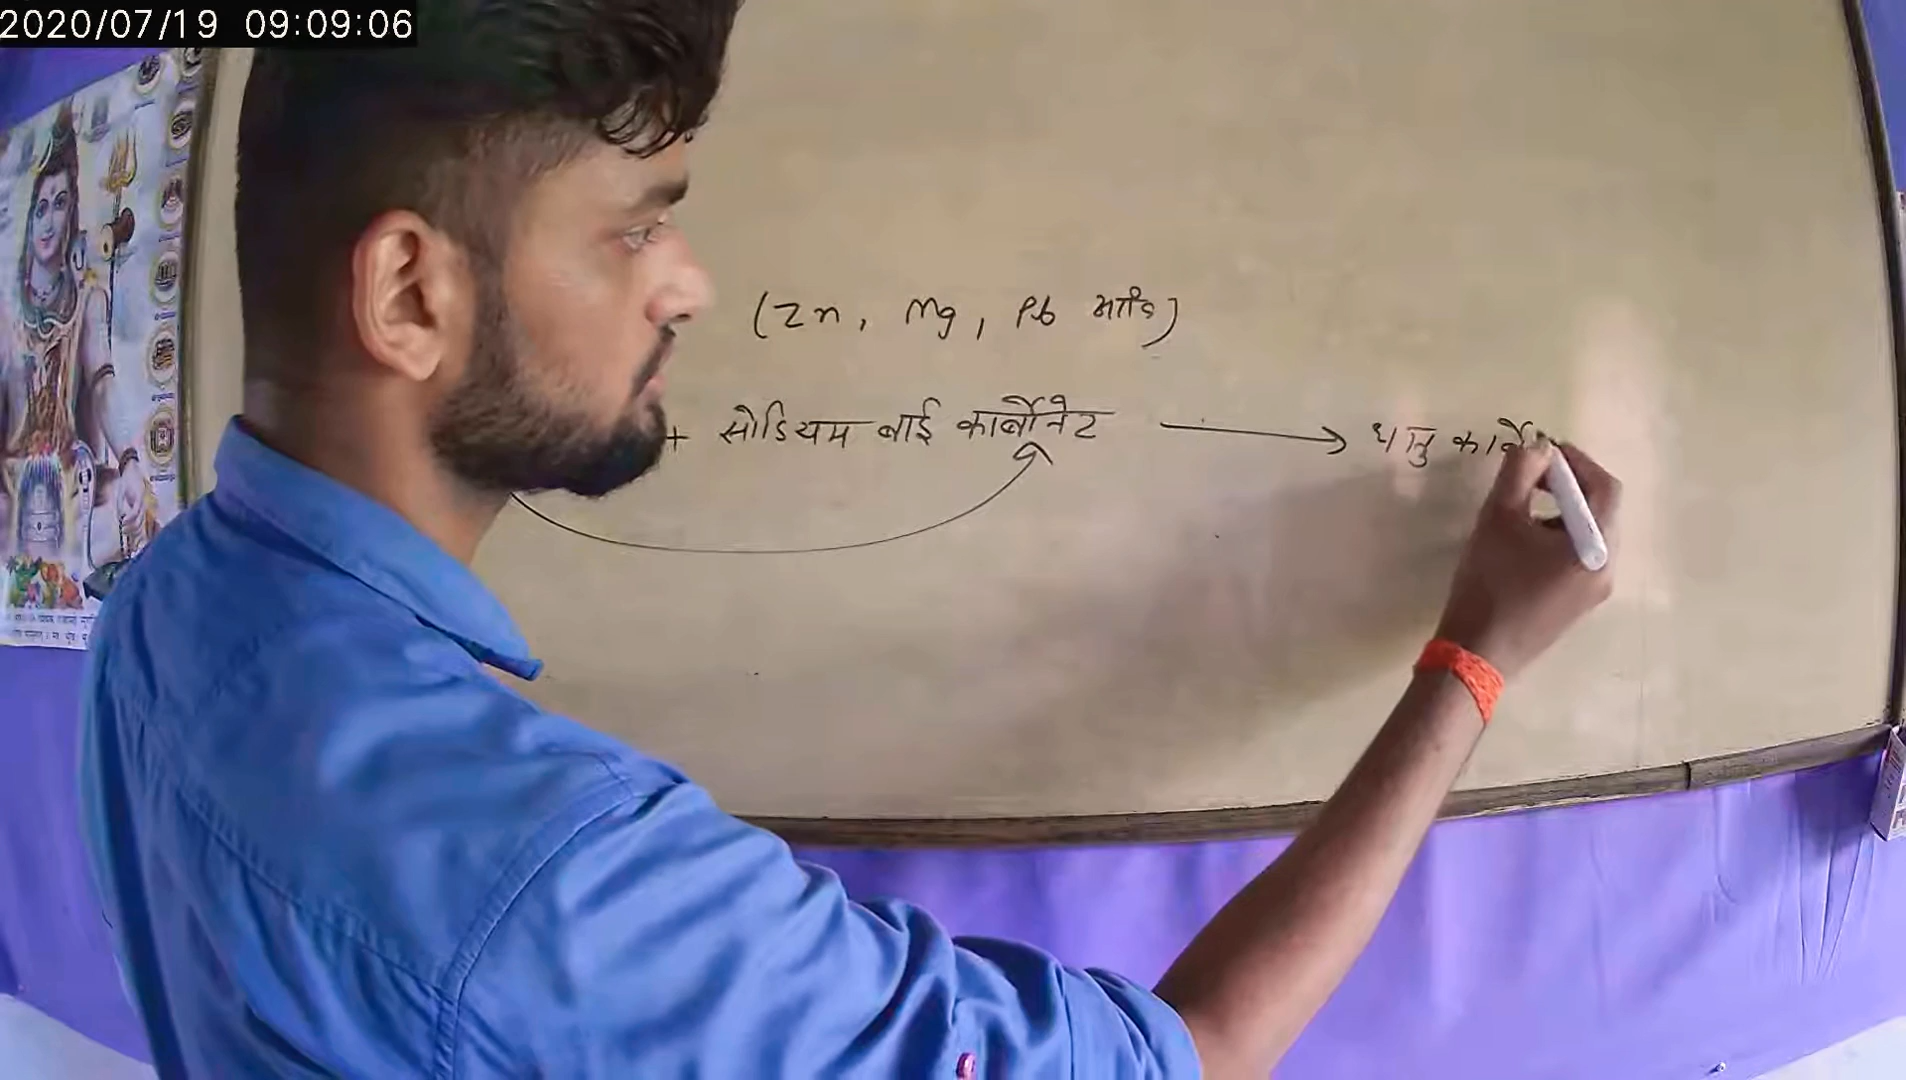 2020/07/19 09:09:06
(Zn, Mg, Pb आदि)
+ सोडियम बाई कार्बोनेट → धातु कार्बो